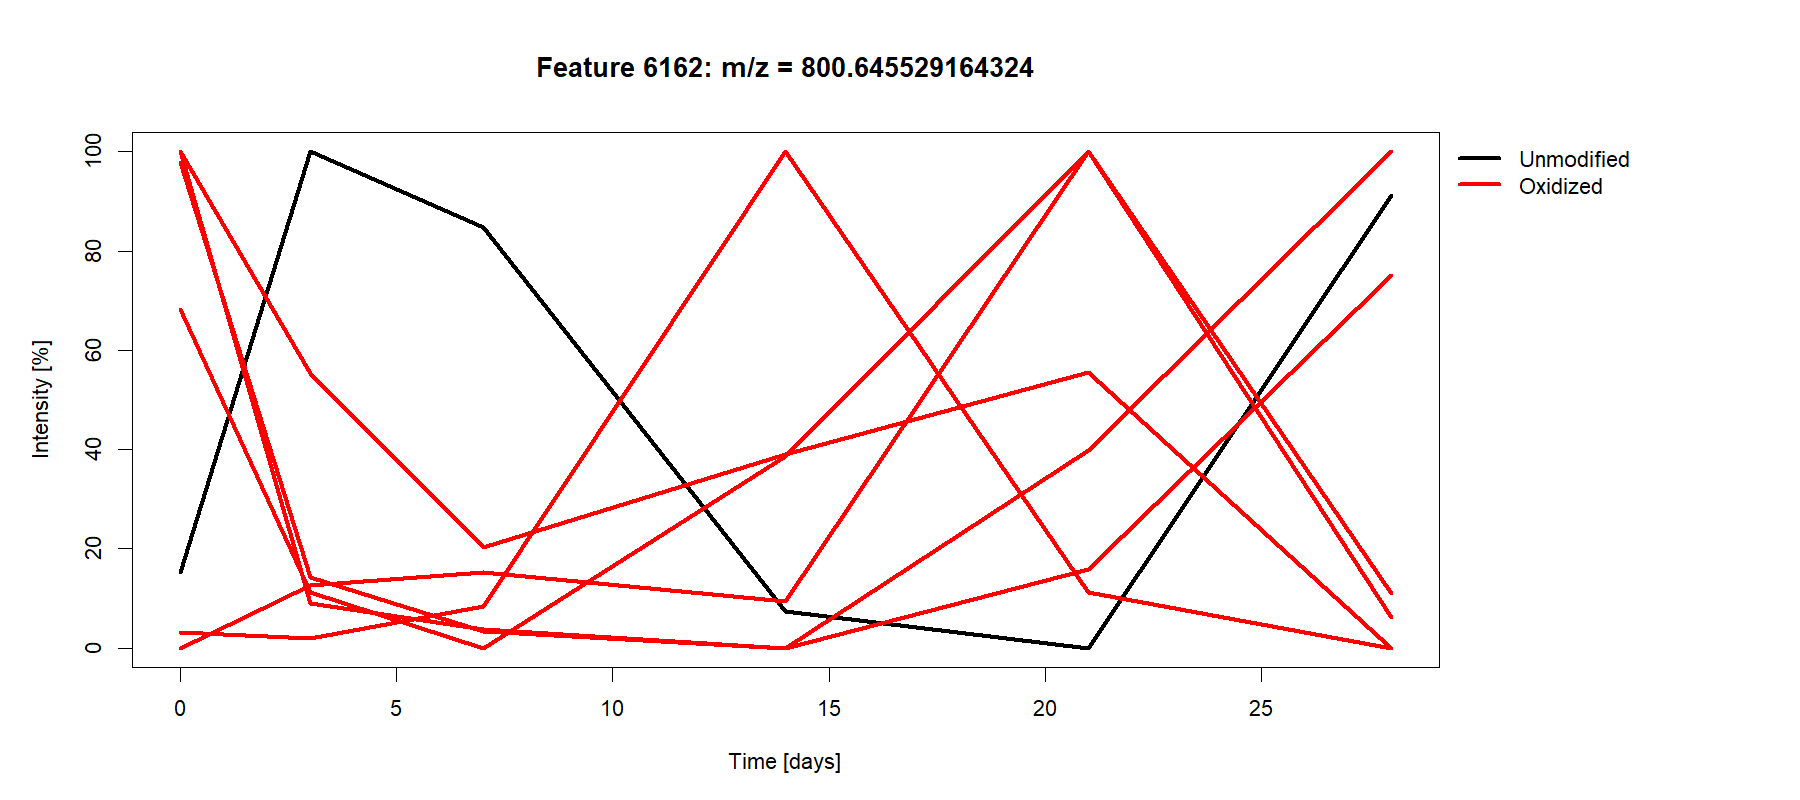 Feature 6162: m/z = 800.645529164324
Unmodified
Oxidized
Intensity [%]
100
80
60
40
20
0
0 5 10 15 20 25
Time [days]